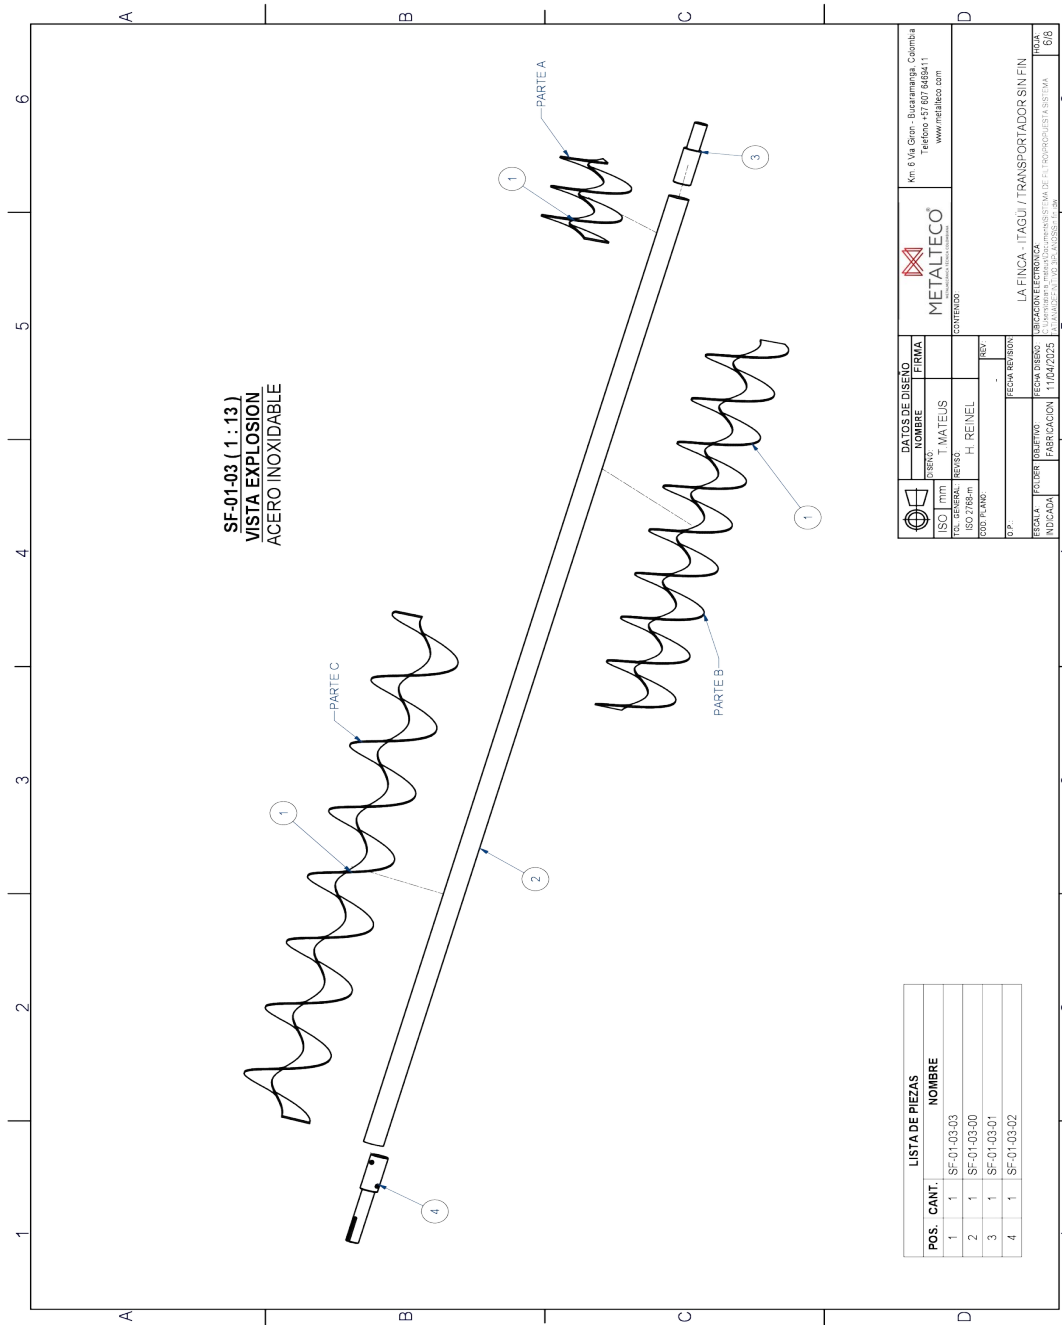 1
2
3
4
5
6
A
B
C
D
A
B
C
D
SF-01-03 ( 1 : 13 )
VISTA EXPLOSION
ACERO INOXIDABLE
PARTE C
PARTE A
PARTE B
1
1
1
2
3
4
LISTA DE PIEZAS
POS. CANT. NOMBRE
1 1 SF-01-03-03
2 1 SF-01-03-00
3 1 SF-01-03-01
4 1 SF-01-03-02
DATOS DE DISEÑO
NOMBRE FIRMA
ISO mm
DISEÑO: T.MATEUS
TOL. GENERAL: ISO 2768-m
REVISO: H. REINEL
COD. PLANO: -
REV:
O.P.:
FECHA REVISION:
ESCALA INDICADA
FOLDER
OBJETIVO FABRICACION
FECHA DISEÑO 11/04/2025
METALTECO®
Km. 6 Via Giron - Bucaramanga, Colombia
Telefono +57 607 6469411
www.metalteco.com
CONTENIDO:
LA FINCA - ITAGÜI / TRANSPORTADOR SIN FIN
UBICACIÓN ELECTRONICA:
HOJA 6/8